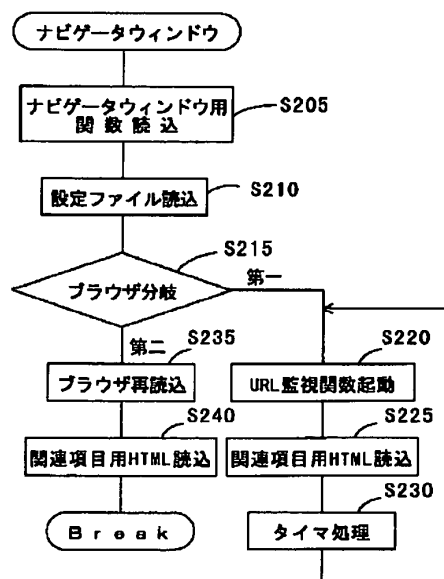 ナビゲータウィンドウ
ナビゲータウィンドウ用
関数読込
S205
設定ファイル読込
S210
ブラウザ分岐
S215
第一
第二
S235
ブラウザ再読込
S240
関連項目用HTML読込
Break
S220
URL監視関数起動
S225
関連項目用HTML読込
S230
タイマ処理